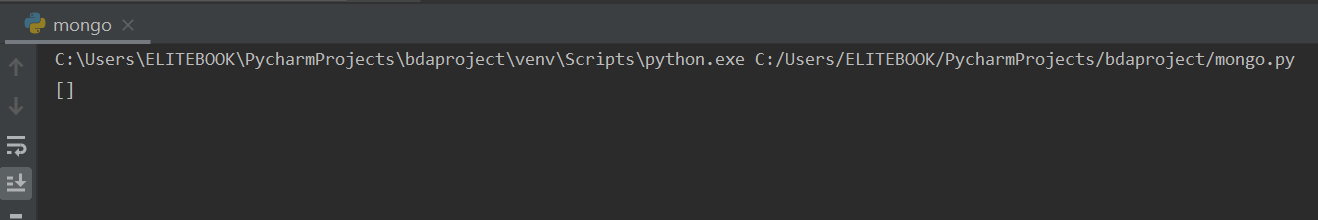 mongo
C:\Users\ELITEBOOK\PycharmProjects\bdaproject\venv\Scripts\python.exe C:/Users/ELITEBOOK/PycharmProjects/bdaproject/mongo.py
[]